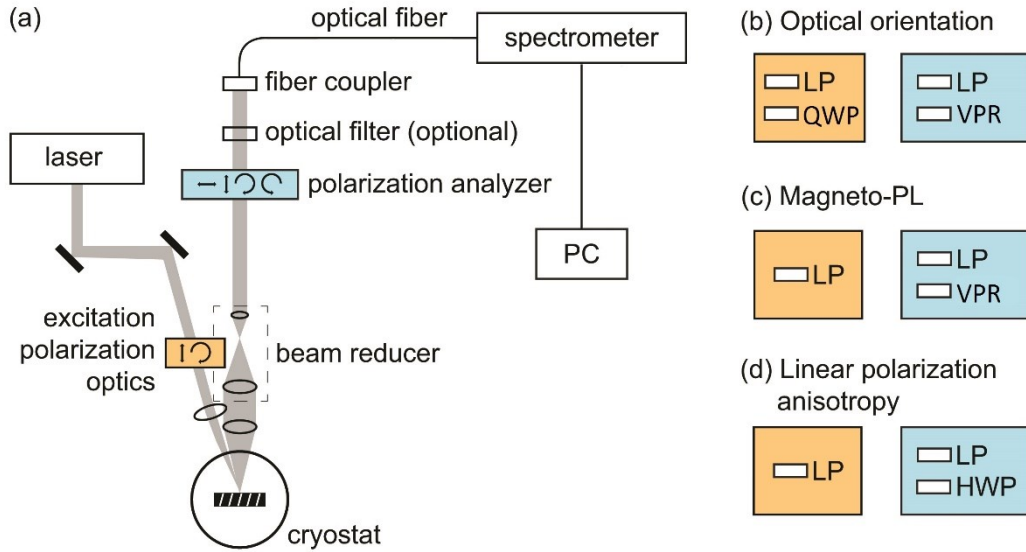 (a)
optical fiber
spectrometer
fiber coupler
optical filter (optional)
laser
polarization analyzer
PC
excitation
polarization
optics
beam reducer
cryostat
(b) Optical orientation
LP
QWP
LP
VPR
(c) Magneto-PL
LP
LP
VPR
(d) Linear polarization
anisotropy
LP
LP
HWP